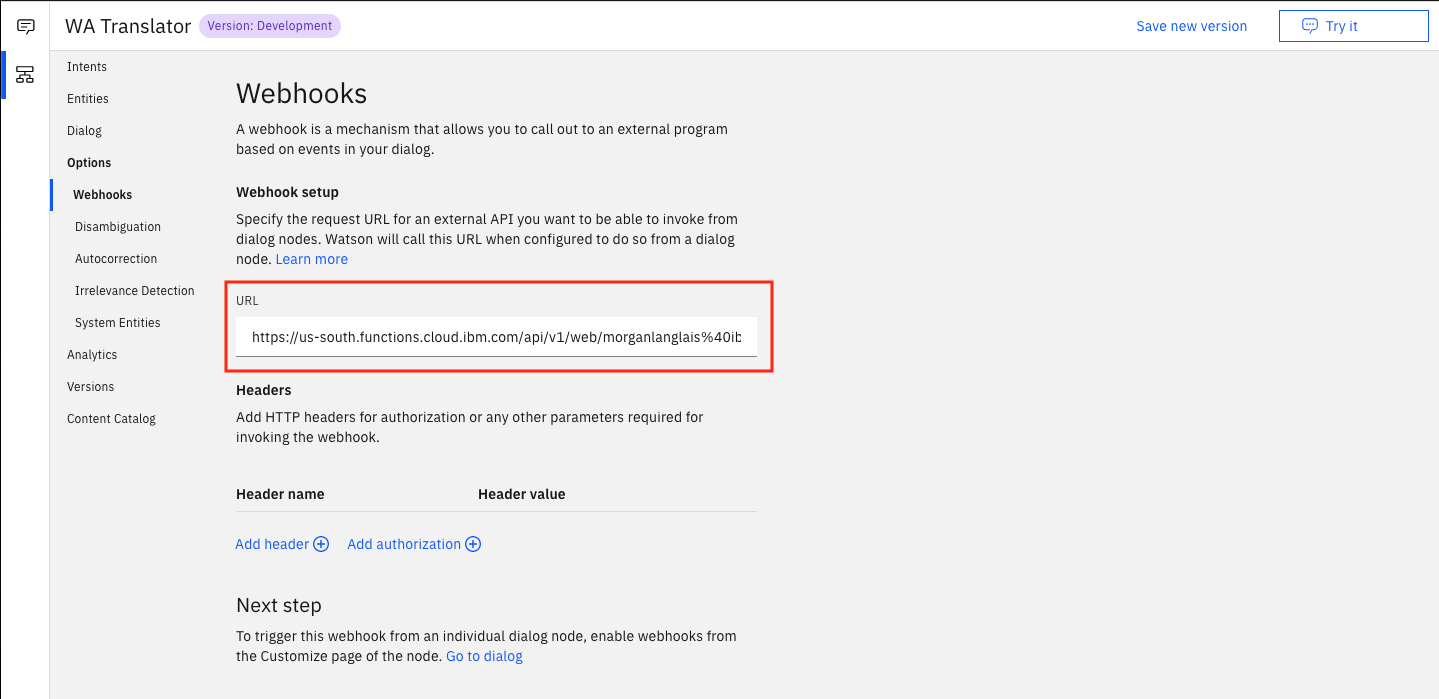 WA Translator Version: Development Save new version Try it
Intents
Entities
Dialog
Options
Webhooks
Disambiguation
Autocorrection
Irrelevance Detection
System Entities
Analytics
Versions
Content Catalog
Webhooks
A webhook is a mechanism that allows you to call out to an external program
based on events in your dialog.
Webhook setup
Specify the request URL for an external API you want to be able to invoke from
dialog nodes. Watson will call this URL when configured to do so from a dialog
node. Learn more
URL
https://us-south.functions.cloud.ibm.com/api/v1/web/morganlanglais%40ib
Headers
Add HTTP headers for authorization or any other parameters required for
invoking the webhook.
Header name Header value
Add header Add authorization
Next step
To trigger this webhook from an individual dialog node, enable webhooks from
the Customize page of the node. Go to dialog